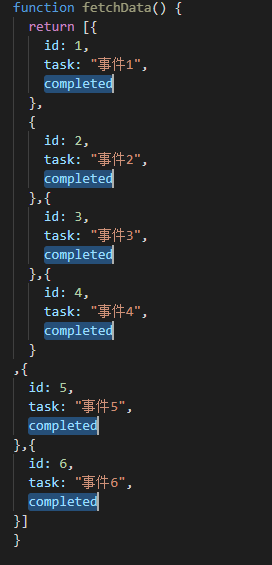 function fetchData() {
return [{
id: 1,
task: "事件1",
completed
},
{
id: 2,
task: "事件2",
completed
},{
id: 3,
task: "事件3",
completed
},{
id: 4,
task: "事件4",
completed
}
,{
id: 5,
task: "事件5",
completed
},{
id: 6,
task: "事件6",
completed
}]
}